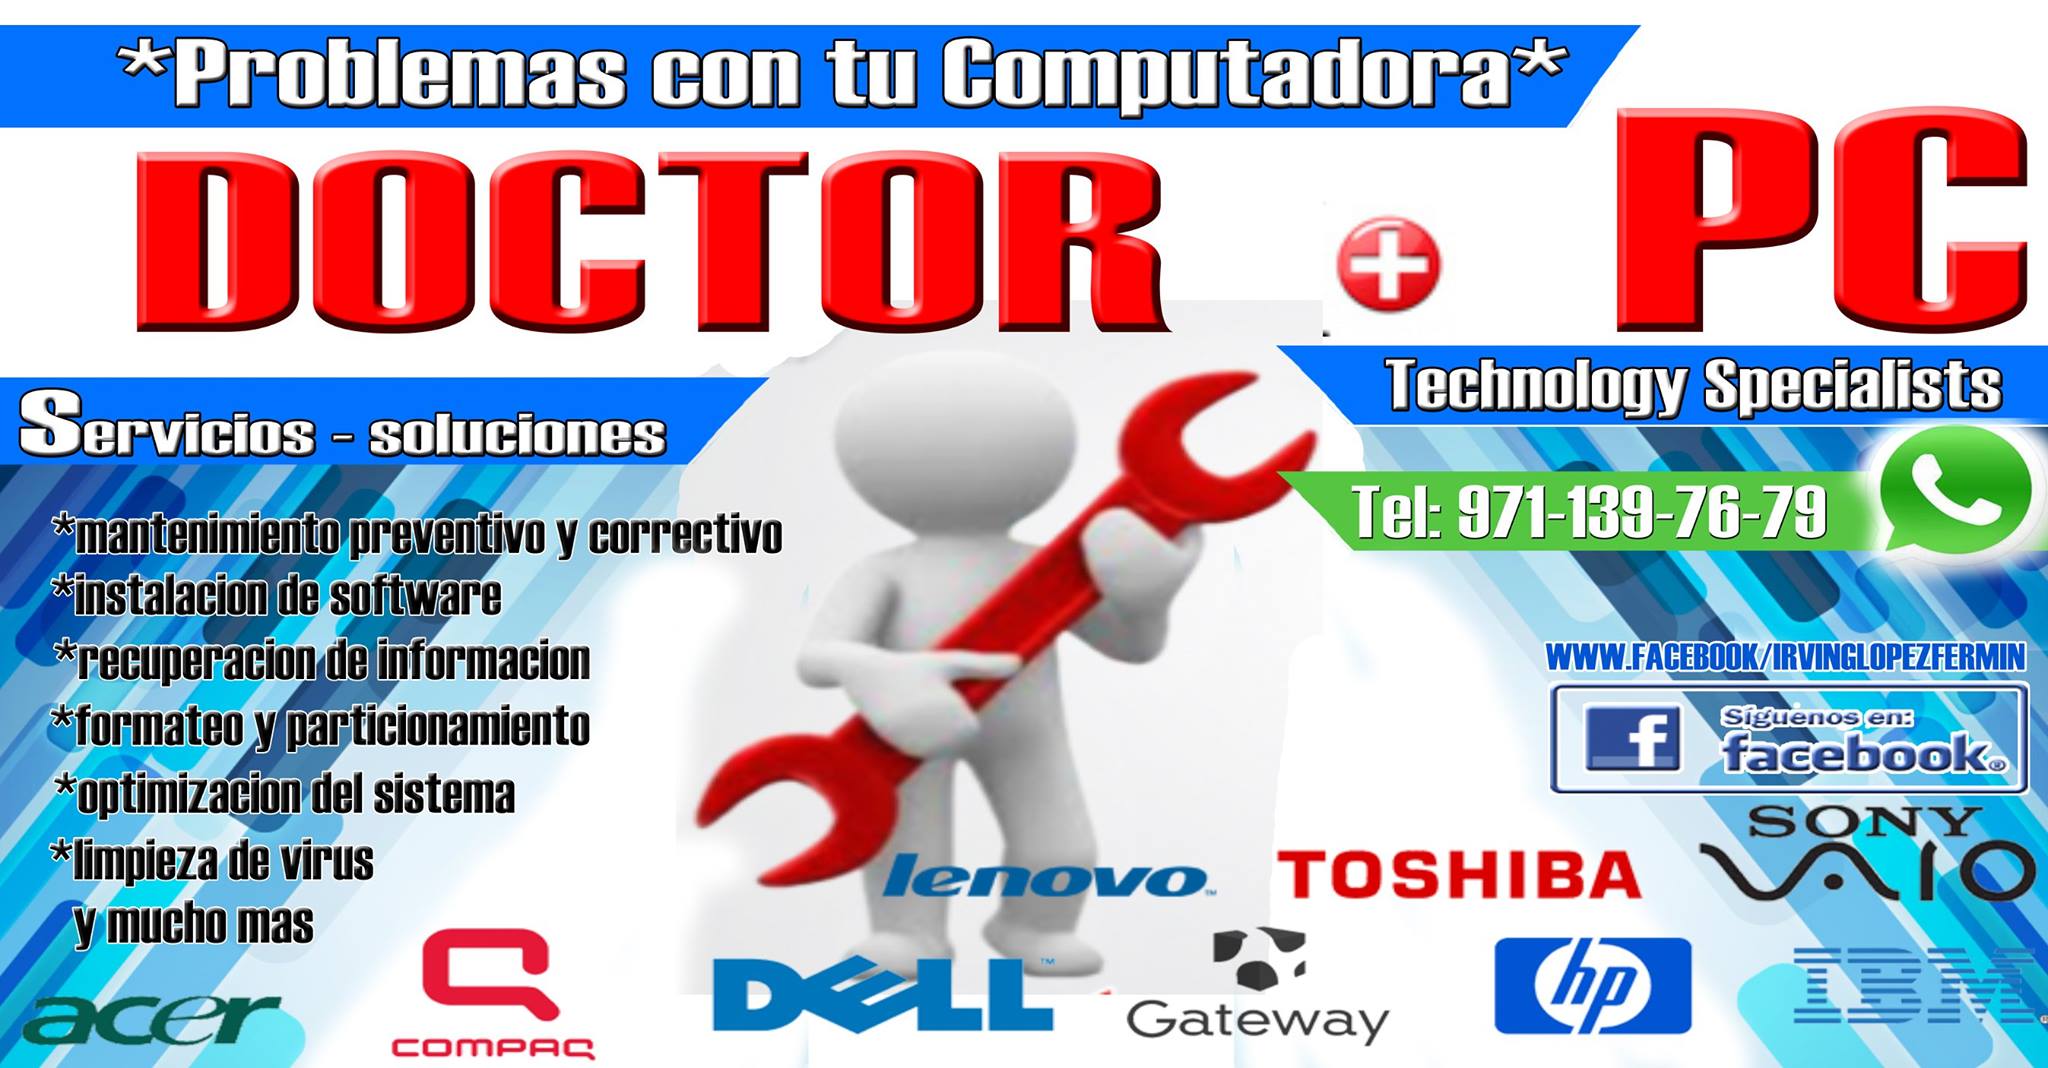 *Problemas con tu Computadora*
DOCTOR + PC
Technology Specialists
Servicios - soluciones
Tel: 971-139-76-79
*mantenimiento preventivo y correctivo
*instalacion de software
*recuperacion de informacion
*formateo y particionamiento
*optimizacion del sistema
*limpieza de virus
y mucho mas
WWW.FACEBOOK/IRVINGLOPEZFERMIN
f
Síguenos en:
facebook®
SONY
VAIO
lenovo™
TOSHIBA
acer
COMPAQ
DELL™
Gateway
hp
IBM®